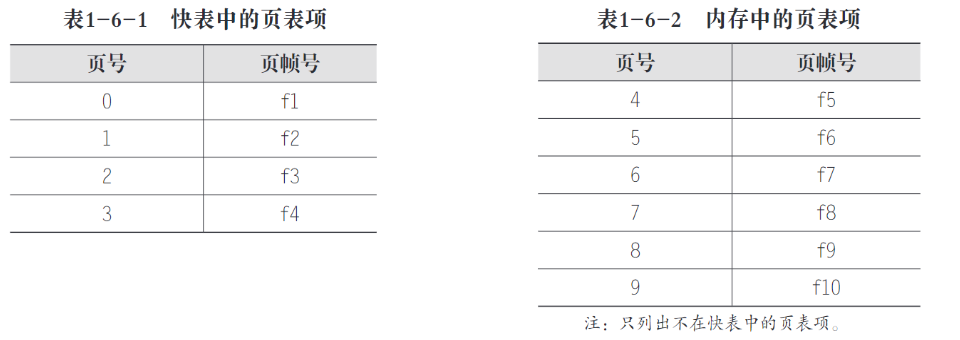 表1-6-1 快表中的页表项
页号 页帧号
0 f1
1 f2
2 f3
3 f4
表1-6-2 内存中的页表项
页号 页帧号
4 f5
5 f6
6 f7
7 f8
8 f9
9 f10
注：只列出不在快表中的页表项。